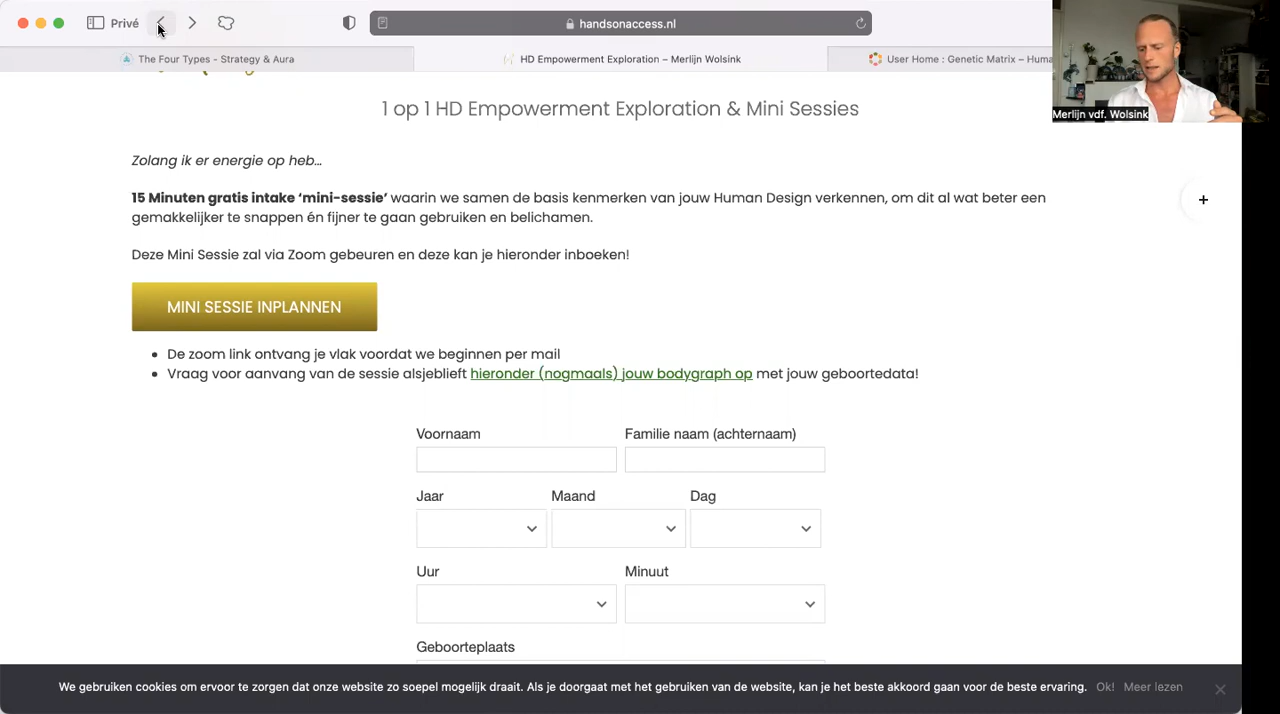 Privé
handsonaccess.nl
The Four Types - Strategy & Aura
HD Empowerment Exploration – Merlijn Wolsink
User Home : Genetic Matrix – Huma
Merlijn vdf. Wolsink
1 op 1 HD Empowerment Exploration & Mini Sessies
Zolang ik er energie op heb...
15 Minuten gratis intake ‘mini-sessie’ waarin we samen de basis kenmerken van jouw Human Design verkennen, om dit al wat beter een
gemakkelijker te snappen én fijner te gaan gebruiken en belichamen.
Deze Mini Sessie zal via Zoom gebeuren en deze kan je hieronder inboeken!
MINI SESSIE INPLANNEN
De zoom link ontvang je vlak voordat we beginnen per mail
Vraag voor aanvang van de sessie alsjeblieft hieronder (nogmaals) jouw bodygraph op met jouw geboortedata!
Voornaam
Familie naam (achternaam)
Jaar
Maand
Dag
Uur
Minuut
Geboorteplaats
We gebruiken cookies om ervoor te zorgen dat onze website zo soepel mogelijk draait. Als je doorgaat met het gebruiken van de website, kan je het beste akkoord gaan voor de beste ervaring.
Ok!
Meer lezen